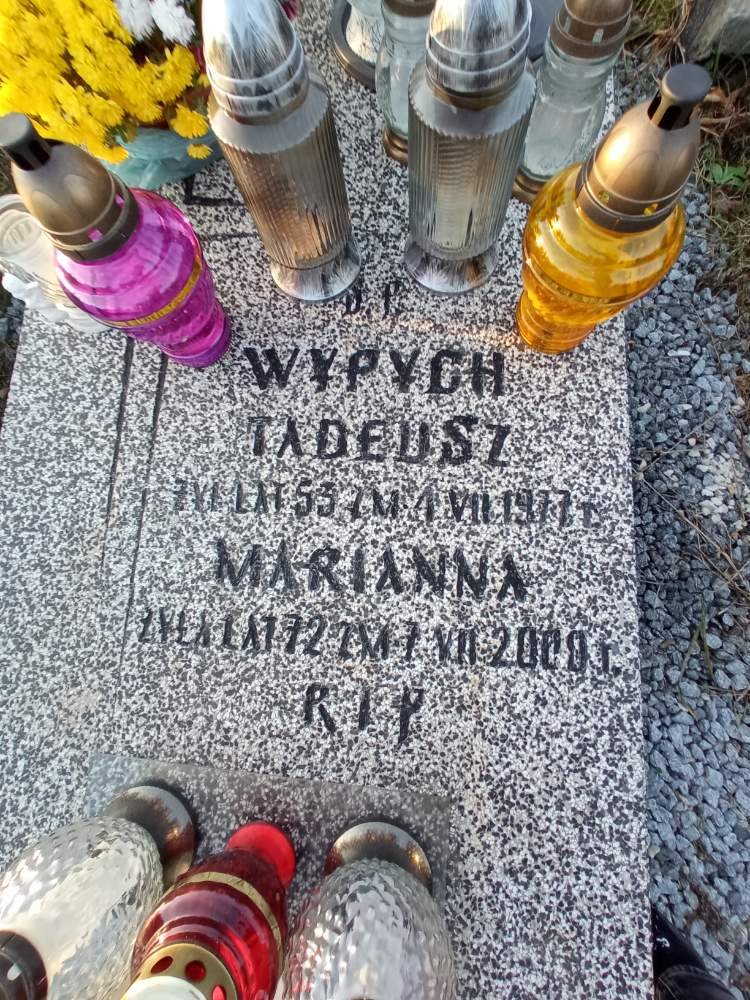 Ś P
WYPYCH
TADEUSZ
ŻYŁ LAT 53 ZM 4 VII 1977 r.
MARIANNA
ŻYŁA LAT 72 ZM 7 VII 2000 r.
R I P